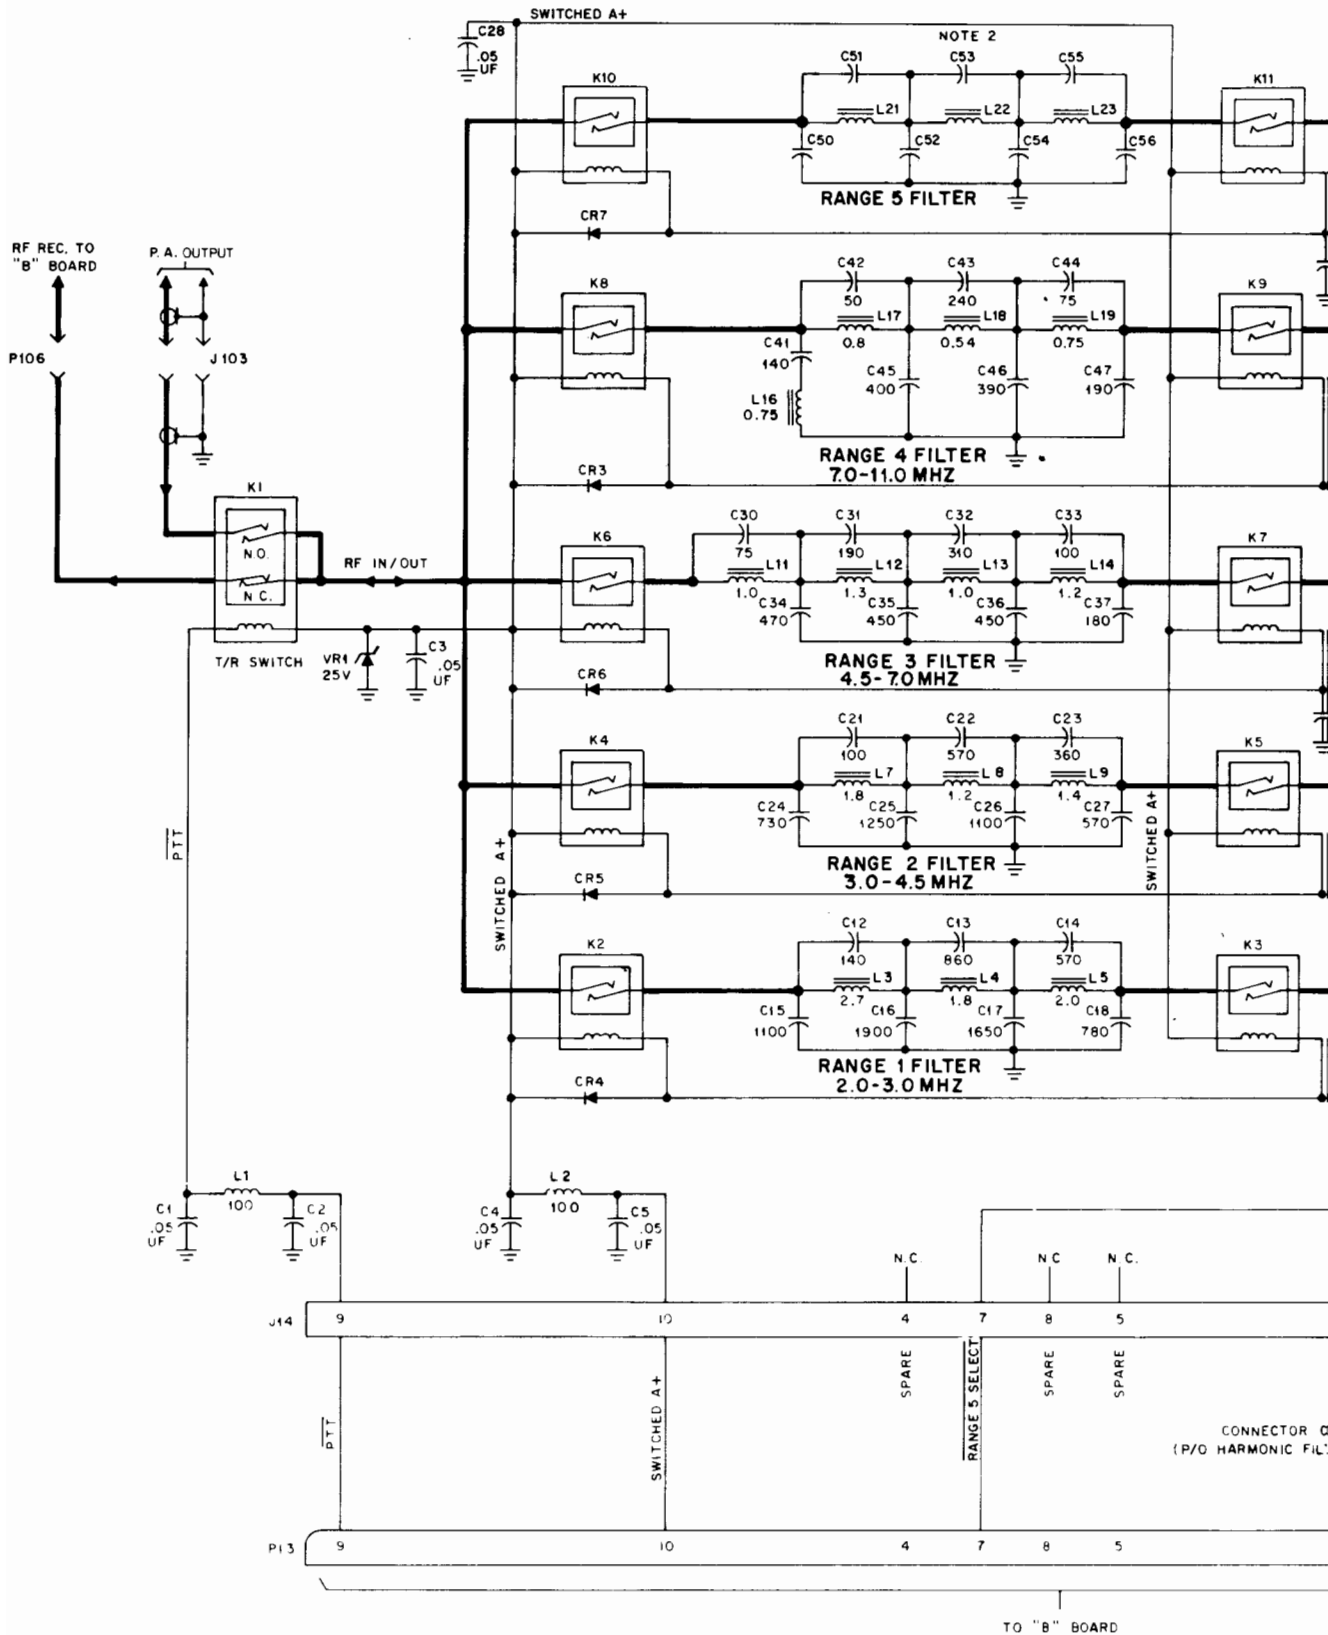 SWITCHED A+
C28
.05
UF
NOTE 2
K10
C51
C53
C55
K11
L21
L22
L23
C50
C52
C54
C56
RANGE 5 FILTER
CR7
RF REC. TO
"B" BOARD
P.A. OUTPUT
P106
J103
K8
C42
50
C43
240
C44
75
K9
L17
0.8
L18
0.54
L19
0.75
C41
140
C45
400
C46
390
C47
190
L16
0.75
RANGE 4 FILTER
7.0-11.0 MHZ
CR3
K1
N.O.
N.C.
T/R SWITCH
RF IN/OUT
VR1
25V
C3
.05
UF
K6
C30
75
C31
190
C32
310
C33
100
K7
L11
1.0
L12
1.3
L13
1.0
L14
1.2
C34
470
C35
450
C36
450
C37
180
RANGE 3 FILTER
4.5-7.0 MHZ
CR6
K4
C21
100
C22
570
C23
360
K5
L7
1.8
L8
1.2
L9
1.4
C24
730
C25
1250
C26
1100
C27
570
RANGE 2 FILTER
3.0-4.5 MHZ
CR5
PTT
SWITCHED A+
SWITCHED A+
K2
C12
140
C13
860
C14
570
K3
L3
2.7
L4
1.8
L5
2.0
C15
1100
C16
1900
C17
1650
C18
780
RANGE 1 FILTER
2.0-3.0 MHZ
CR4
C1
.05
UF
L1
100
C2
.05
UF
C4
.05
UF
L2
100
C5
.05
UF
N.C.
N.C
N.C.
J14
9
10
4
7
8
5
PTT
SWITCHED A+
SPARE
RANGE 5 SELECT
SPARE
SPARE
CONNECTOR
(P/O HARMONIC
P13
9
10
4
7
8
5
TO "B" BOARD